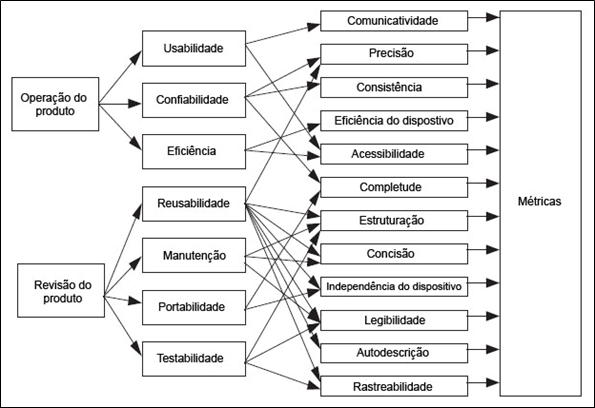 Operação do
produto
Revisão do
produto
Usabilidade
Confiabilidade
Eficiência
Reusabilidade
Manutenção
Portabilidade
Testabilidade
Comunicatividade
Precisão
Consistência
Eficiência do dispostivo
Acessibilidade
Completude
Estruturação
Concisão
Independência do dispositivo
Legibilidade
Autodescrição
Rastreabilidade
Métricas